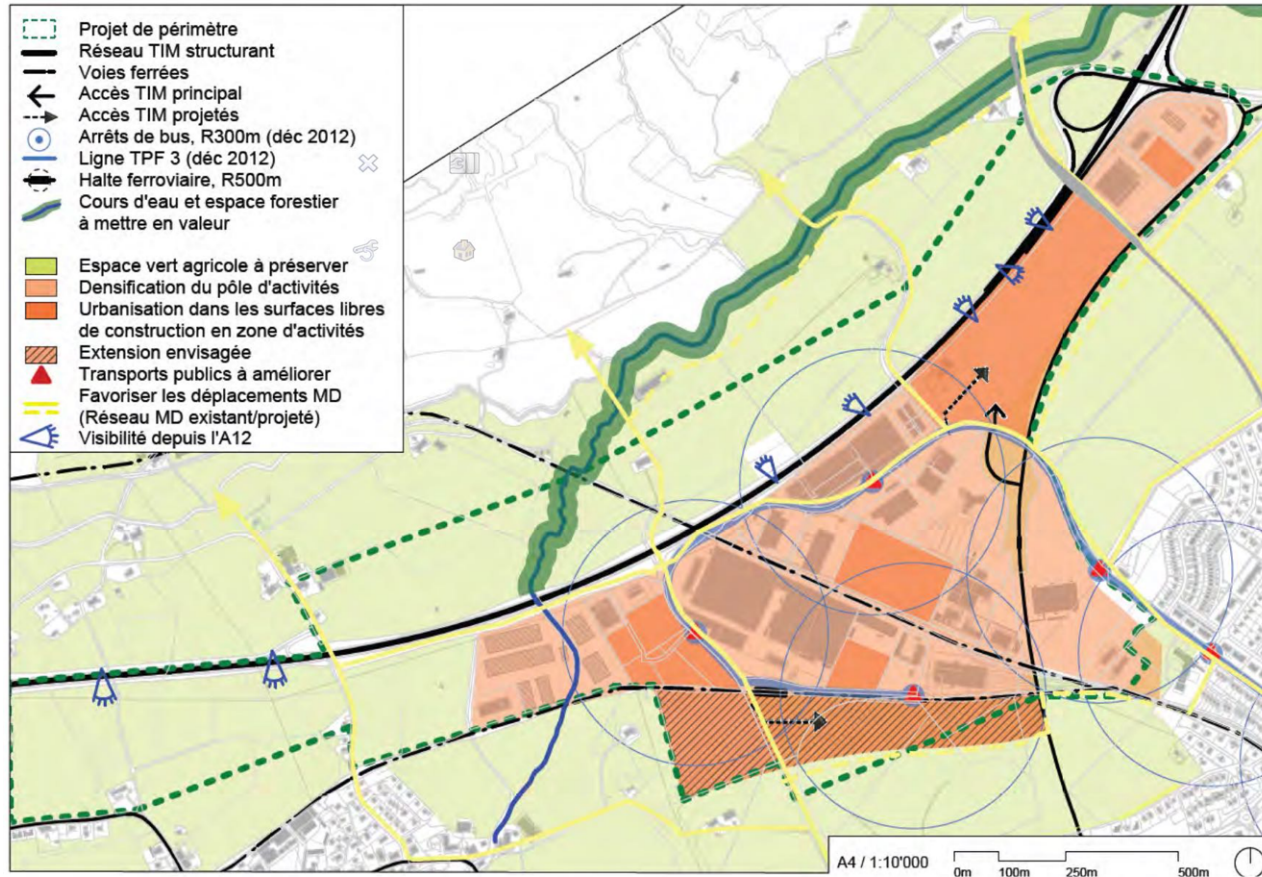 Projet de périmètre
Réseau TIM structurant
Voies ferrées
Accès TIM principal
Accès TIM projetés
Arrêts de bus, R300m (déc 2012)
Ligne TPF 3 (déc 2012)
Halte ferroviaire, R500m
Cours d'eau et espace forestier
à mettre en valeur
Espace vert agricole à préserver
Densification du pôle d'activités
Urbanisation dans les surfaces libres
de construction en zone d'activités
Extension envisagée
Transports publics à améliorer
Favoriser les déplacements MD
(Réseau MD existant/projeté)
Visibilité depuis l'A12
A4 / 1:10'000
0m 100m 250m 500m